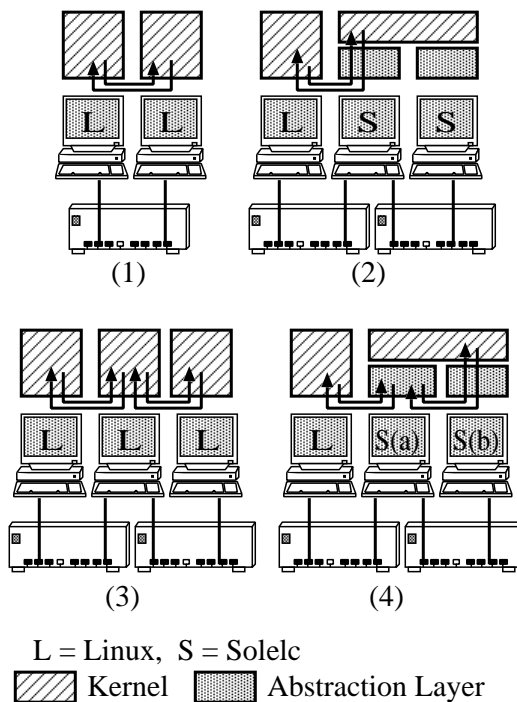 L L
L S S
(1) (2)
L L L
L S(a) S(b)
(3) (4)
L = Linux, S = Solelc
Kernel Abstraction Layer